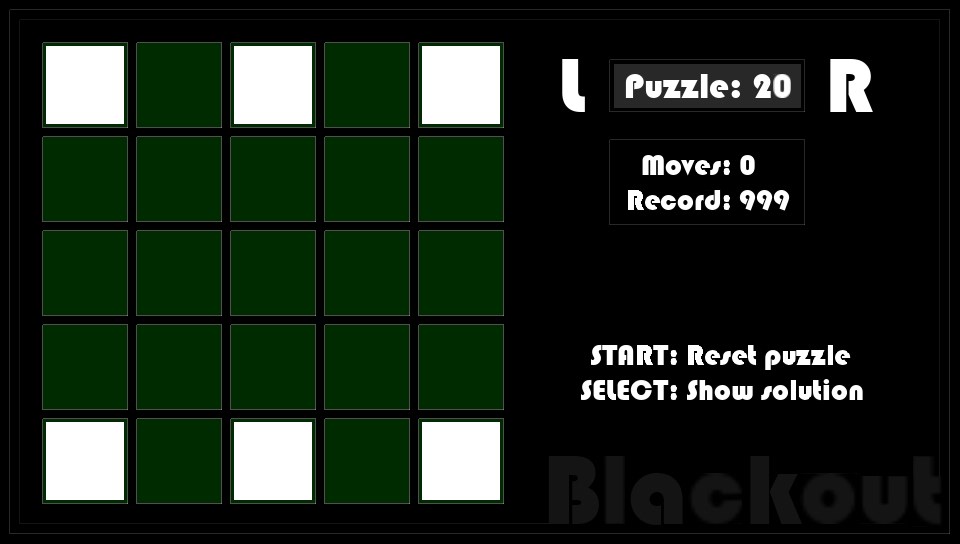 L Puzzle: 20 R
Moves: 0
Record: 999
START: Reset puzzle
SELECT: Show solution
Blackout